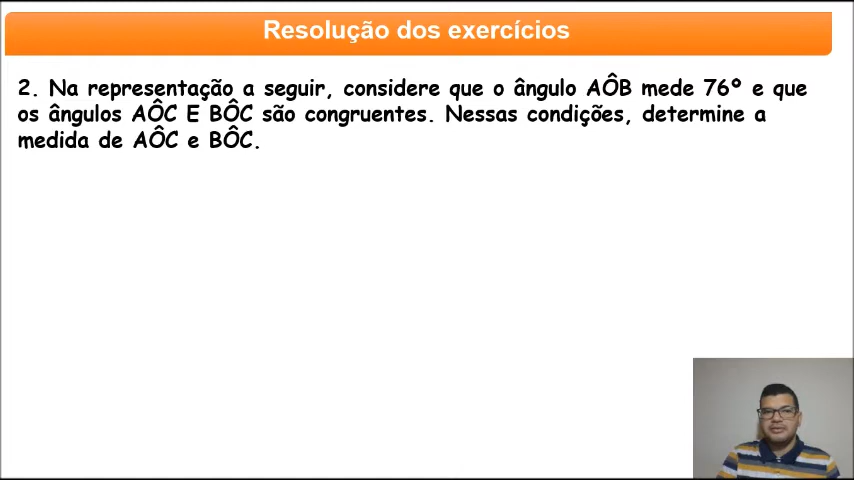 Resolução dos exercícios
2. Na representação a seguir, considere que o ângulo AÔB mede 76º e que
os ângulos AÔC E BÔC são congruentes. Nessas condições, determine a
medida de AÔC e BÔC.